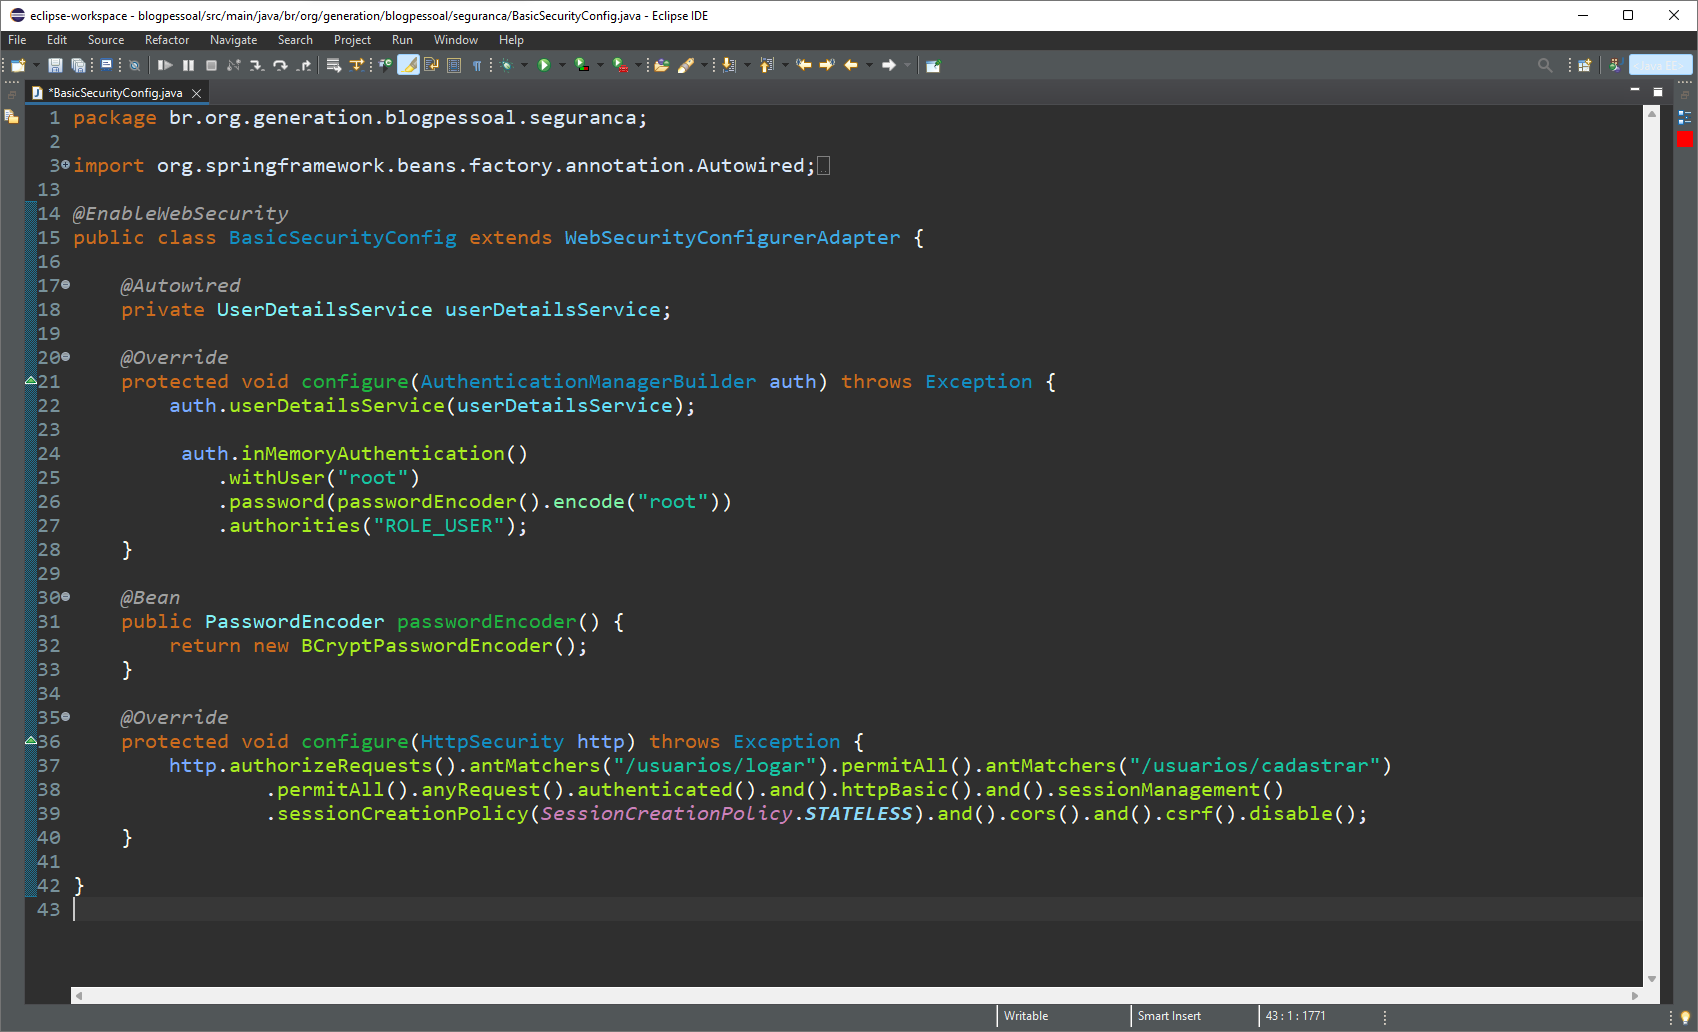 eclipse-workspace - blogpessoal/src/main/java/br/org/generation/blogpessoal/seguranca/BasicSecurityConfig.java - Eclipse IDE
File Edit Source Refactor Navigate Search Project Run Window Help
*BasicSecurityConfig.java
1 package br.org.generation.blogpessoal.seguranca;
2
3 import org.springframework.beans.factory.annotation.Autowired;
13
14 @EnableWebSecurity
15 public class BasicSecurityConfig extends WebSecurityConfigurerAdapter {
16
17 @Autowired
18 private UserDetailsService userDetailsService;
19
20 @Override
21 protected void configure(AuthenticationManagerBuilder auth) throws Exception {
22 auth.userDetailsService(userDetailsService);
23
24 auth.inMemoryAuthentication()
25 .withUser("root")
26 .password(passwordEncoder().encode("root"))
27 .authorities("ROLE_USER");
28 }
29
30 @Bean
31 public PasswordEncoder passwordEncoder() {
32 return new BCryptPasswordEncoder();
33 }
34
35 @Override
36 protected void configure(HttpSecurity http) throws Exception {
37 http.authorizeRequests().antMatchers("/usuarios/logar").permitAll().antMatchers("/usuarios/cadastrar")
38 .permitAll().anyRequest().authenticated().and().httpBasic().and().sessionManagement()
39 .sessionCreationPolicy(SessionCreationPolicy.STATELESS).and().cors().and().csrf().disable();
40 }
41
42 }
43
Writable Smart Insert 43 : 1 : 1771